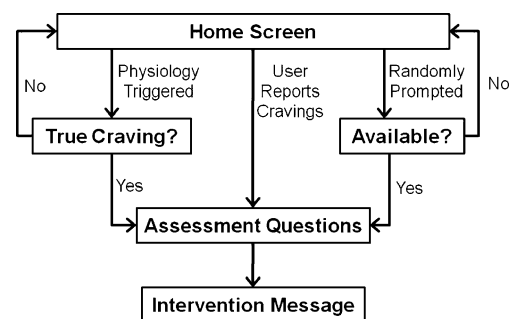 Home Screen
No
Physiology
Triggered
User
Reports
Cravings
Randomly
Prompted
No
True Craving?
Available?
Yes
Yes
Assessment Questions
Intervention Message